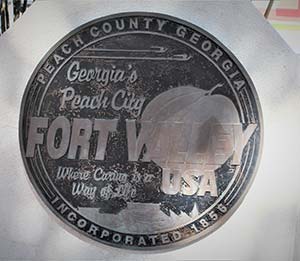 PEACH COUNTY GEORGIA
Georgia's
Peach City
FORT VALLEY
USA
Where Caring is a
Way of Life
INCORPORATED 1856